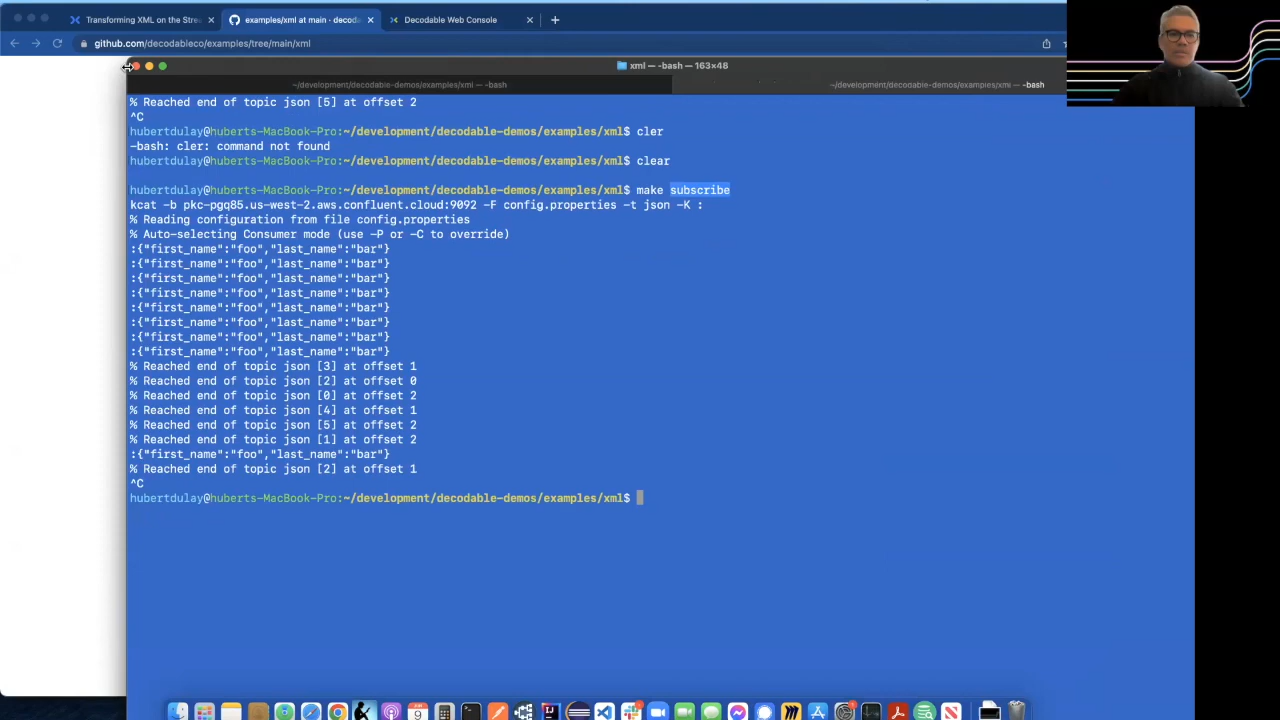 Transforming XML on the Stre
examples/xml at main · decoda
Decodable Web Console
github.com/decodableco/examples/tree/main/xml
xml — -bash — 163×48
~/development/decodable-demos/examples/xml — -bash
~/development/decodable-demos/examples/xml — -bash
% Reached end of topic json [5] at offset 2
^C
hubertdulay@huberts-MacBook-Pro:~/development/decodable-demos/examples/xml$ cler
-bash: cler: command not found
hubertdulay@huberts-MacBook-Pro:~/development/decodable-demos/examples/xml$ clear
hubertdulay@huberts-MacBook-Pro:~/development/decodable-demos/examples/xml$ make subscribe
kcat -b pkc-pgq85.us-west-2.aws.confluent.cloud:9092 -F config.properties -t json -K :
% Reading configuration from file config.properties
% Auto-selecting Consumer mode (use -P or -C to override)
:{"first_name":"foo","last_name":"bar"}
:{"first_name":"foo","last_name":"bar"}
:{"first_name":"foo","last_name":"bar"}
:{"first_name":"foo","last_name":"bar"}
:{"first_name":"foo","last_name":"bar"}
:{"first_name":"foo","last_name":"bar"}
:{"first_name":"foo","last_name":"bar"}
:{"first_name":"foo","last_name":"bar"}
% Reached end of topic json [3] at offset 1
% Reached end of topic json [2] at offset 0
% Reached end of topic json [0] at offset 2
% Reached end of topic json [4] at offset 1
% Reached end of topic json [5] at offset 2
% Reached end of topic json [1] at offset 2
:{"first_name":"foo","last_name":"bar"}
% Reached end of topic json [2] at offset 1
^C
hubertdulay@huberts-MacBook-Pro:~/development/decodable-demos/examples/xml$
9